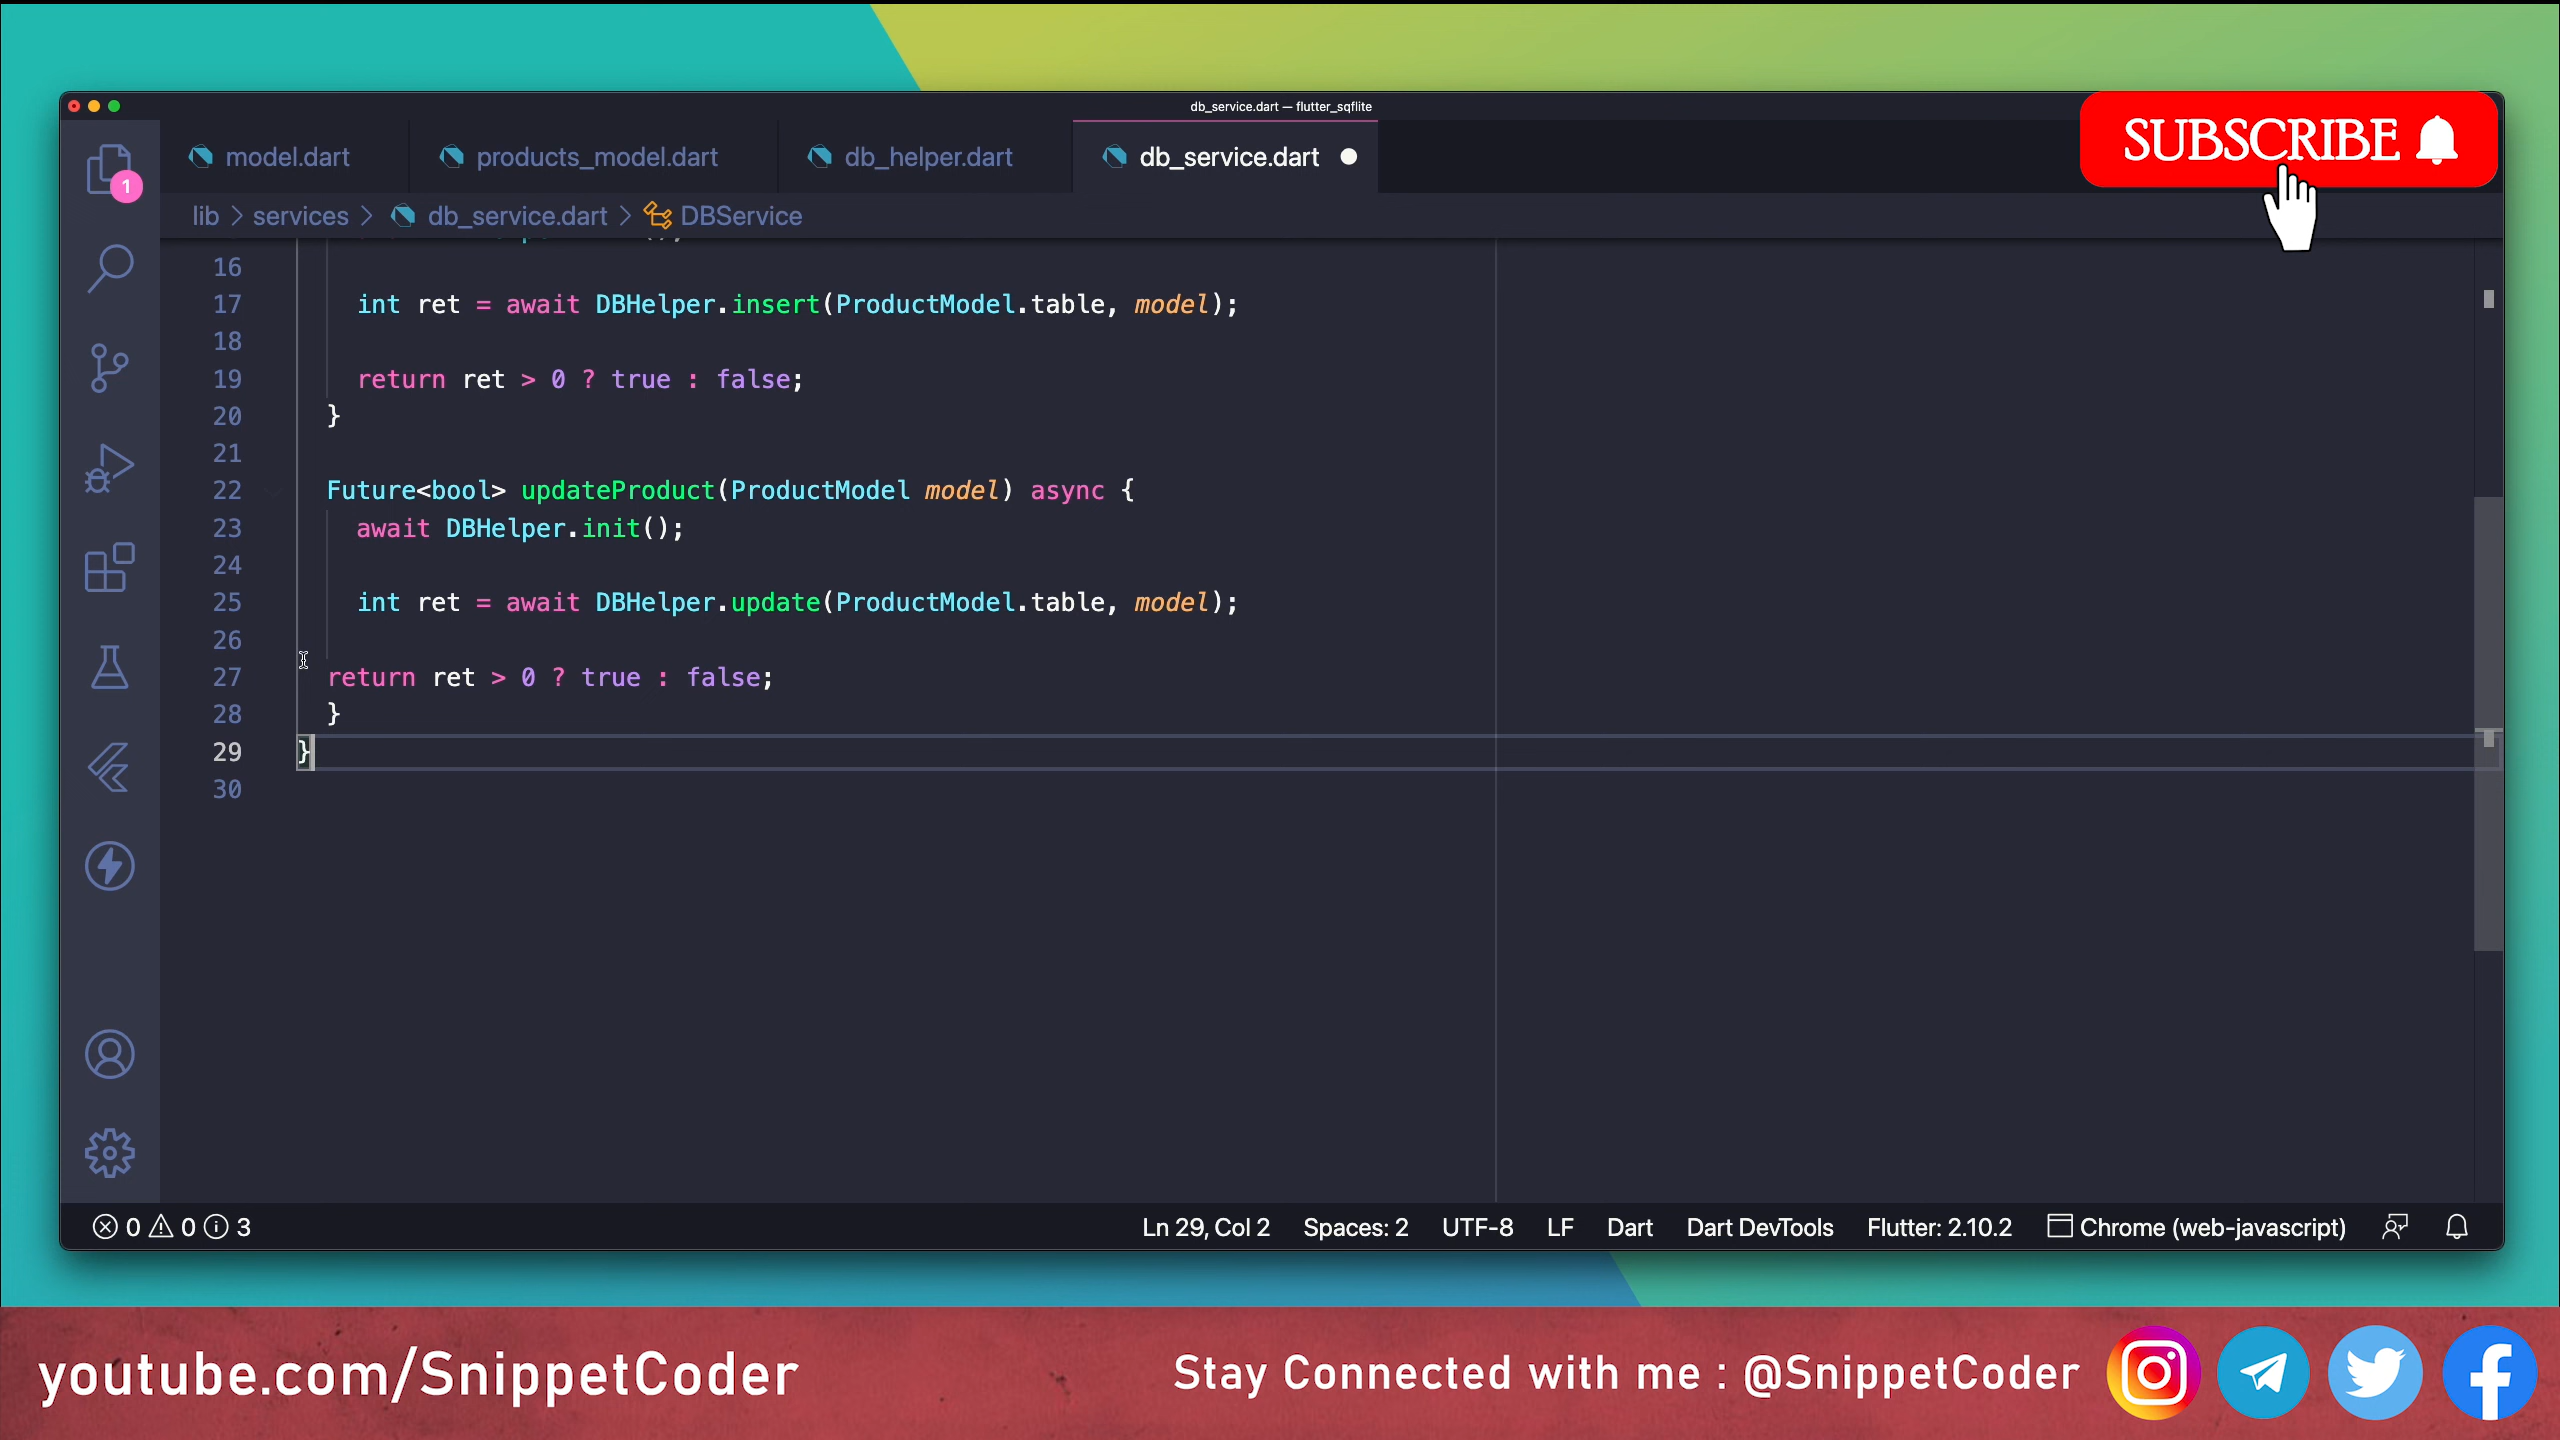 db_service.dart — flutter_sqflite
SUBSCRIBE
model.dart
products_model.dart
db_helper.dart
db_service.dart
1
lib > services > db_service.dart > DBService
16
17 int ret = await DBHelper.insert(ProductModel.table, model);
18
19 return ret > 0 ? true : false;
20 }
21
22 Future<bool> updateProduct(ProductModel model) async {
23 await DBHelper.init();
24
25 int ret = await DBHelper.update(ProductModel.table, model);
26
27 return ret > 0 ? true : false;
28 }
29 }
30
0 0 3 Ln 29, Col 2 Spaces: 2 UTF-8 LF Dart Dart DevTools Flutter: 2.10.2 Chrome (web-javascript)
youtube.com/SnippetCoder Stay Connected with me : @SnippetCoder